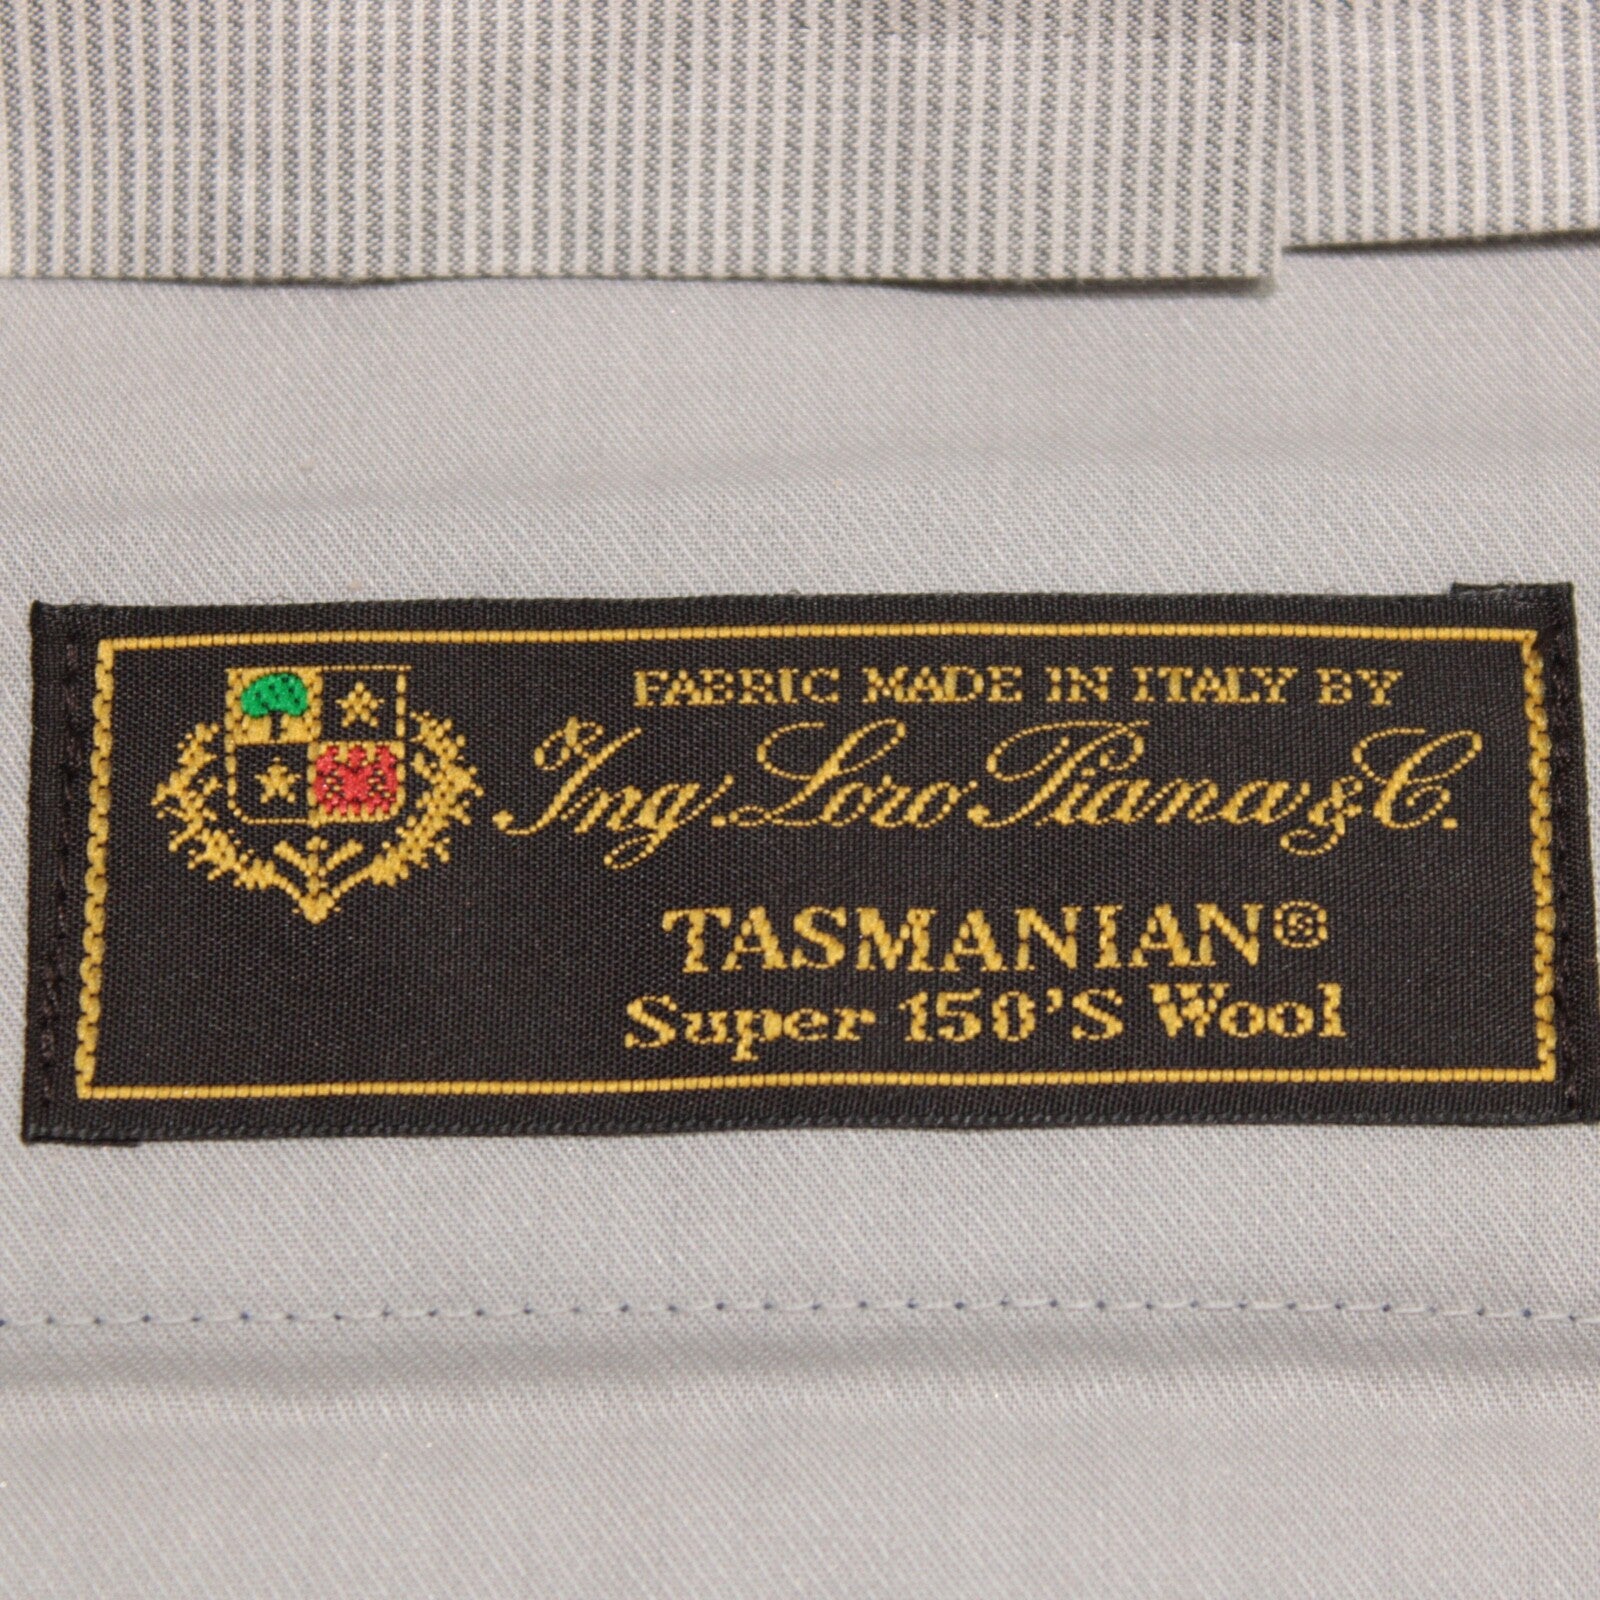 FABRIC MADE IN ITALY BY
Ing. Loro Piana & C.
TASMANIAN®
Super 150'S Wool